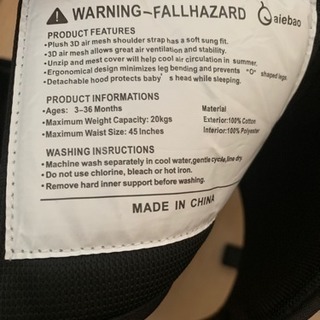 WARNING-FALLHAZARD aiebao
PRODUCT FEATURES
•Plush 3D air mesh shoulder strap has a soft sung fit.
•3D air mesh allows great air ventilation and stability.
•Unzip and mest cover will help cool air circulation in summer.
•Ergonomical design minimizes leg bending and prevents "O" shaped legs.
•Detachable hood protects baby's head while sleeping.
PRODUCT INFORMATIONS
•Ages: 3-36 Months
•Maximum Weight Capacity: 20kgs
•Maximum Waist Size: 45 inches
Material
Exterior:100% Cotton
Interior:100% Polyester
WASHING INSTRUCTIONS
•Machine wash separately in cool water,gentle cycle,line dry
•Do not use chlorine, bleach or hot iron.
•Remove hard inner support before washing.
MADE IN CHINA